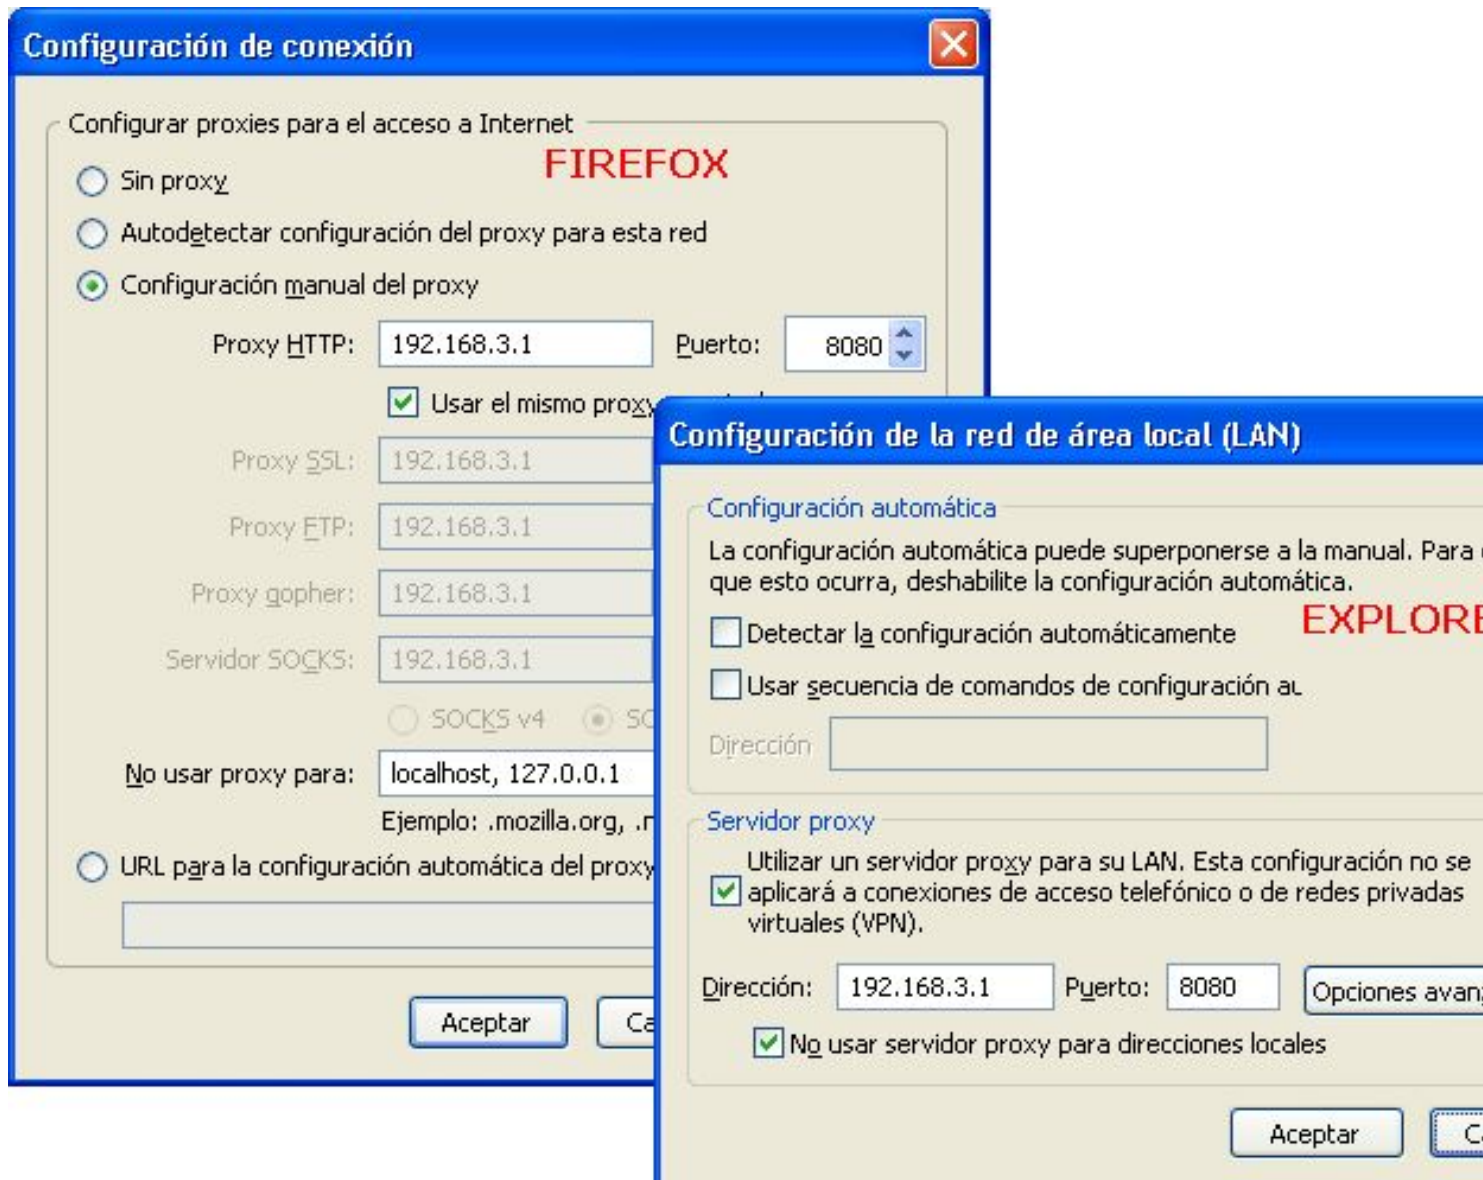 Configuración de conexión
Configurar proxies para el acceso a Internet
FIREFOX
Sin proxy
Autodetectar configuración del proxy para esta red
Configuración manual del proxy
Proxy HTTP: 192.168.3.1 Puerto: 8080
Usar el mismo proxy
Proxy SSL: 192.168.3.1
Proxy FTP: 192.168.3.1
Proxy gopher: 192.168.3.1
Servidor SOCKS: 192.168.3.1
SOCKS v4
No usar proxy para: localhost, 127.0.0.1
Ejemplo: .mozilla.org,
URL para la configuración automática del proxy
Aceptar
Configuración de la red de área local (LAN)
Configuración automática
La configuración automática puede superponerse a la manual. Para
que esto ocurra, deshabilite la configuración automática.
EXPLORE
Detectar la configuración automáticamente
Usar secuencia de comandos de configuración
Dirección
Servidor proxy
Utilizar un servidor proxy para su LAN. Esta configuración no se
aplicará a conexiones de acceso telefónico o de redes privadas
virtuales (VPN).
Dirección: 192.168.3.1 Puerto: 8080 Opciones
No usar servidor proxy para direcciones locales
Aceptar